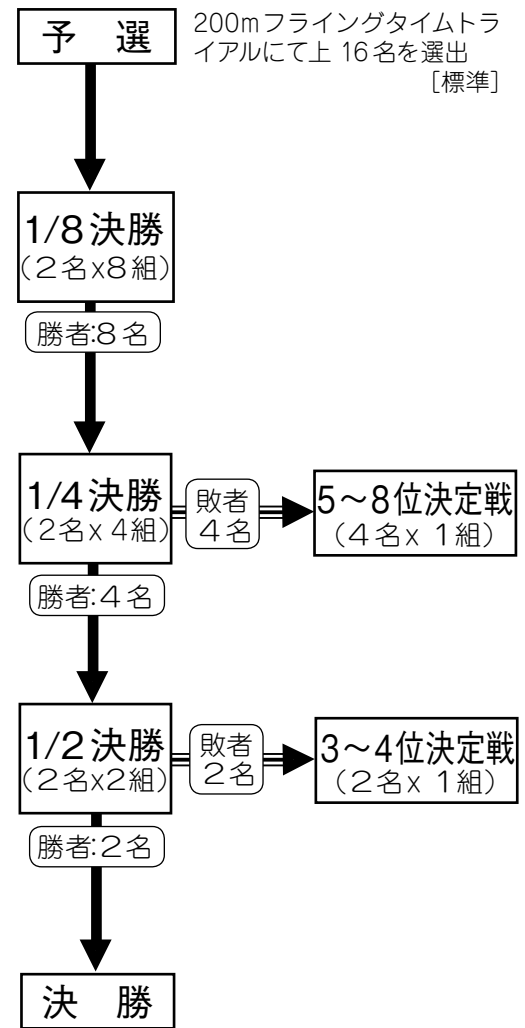 予 選
200mフライングタイムトラ
イアルにて上 16名を選出
[標準]
1/8決勝
(2名x8組)
勝者:8名
1/4決勝
(2名x 4組)
敗者
4名
5〜8位決定戦
(4名x 1組)
勝者:4名
1/2決勝
(2名x2組)
敗者
2名
3〜4位決定戦
(2名x 1組)
勝者:2名
決 勝